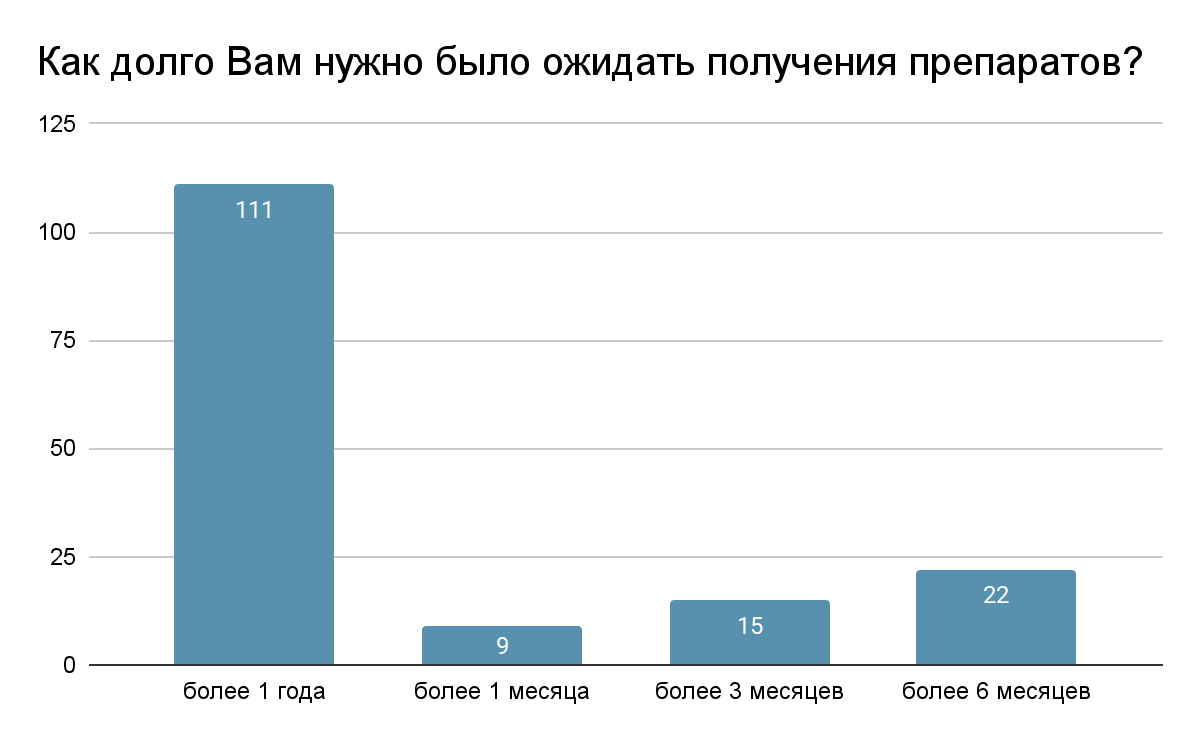 Как долго Вам нужно было ожидать получения препаратов?
125
100
75
50
25
0
111
9
15
22
более 1 года
более 1 месяца
более 3 месяцев
более 6 месяцев